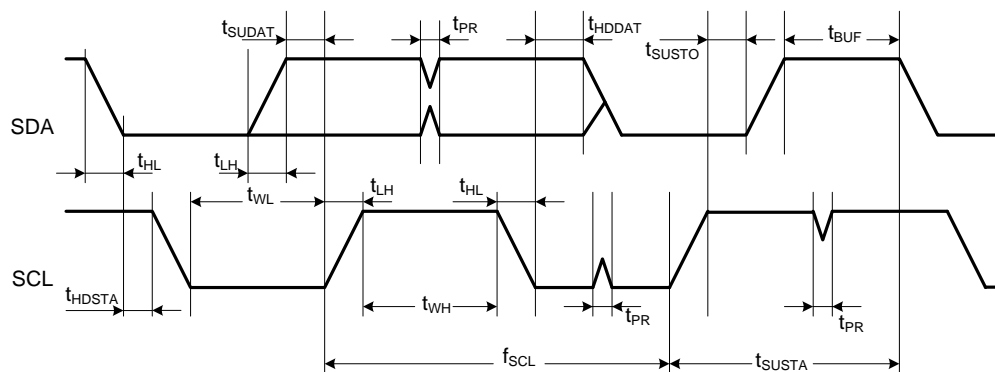 tSUDAT
tPR
tHDDAT
tSUSTO
tBUF
SDA
tHL
tLH
tWL
tLH
tHL
SCL
tHDSTA
tWH
tPR
tPR
fSCL
tSUSTA